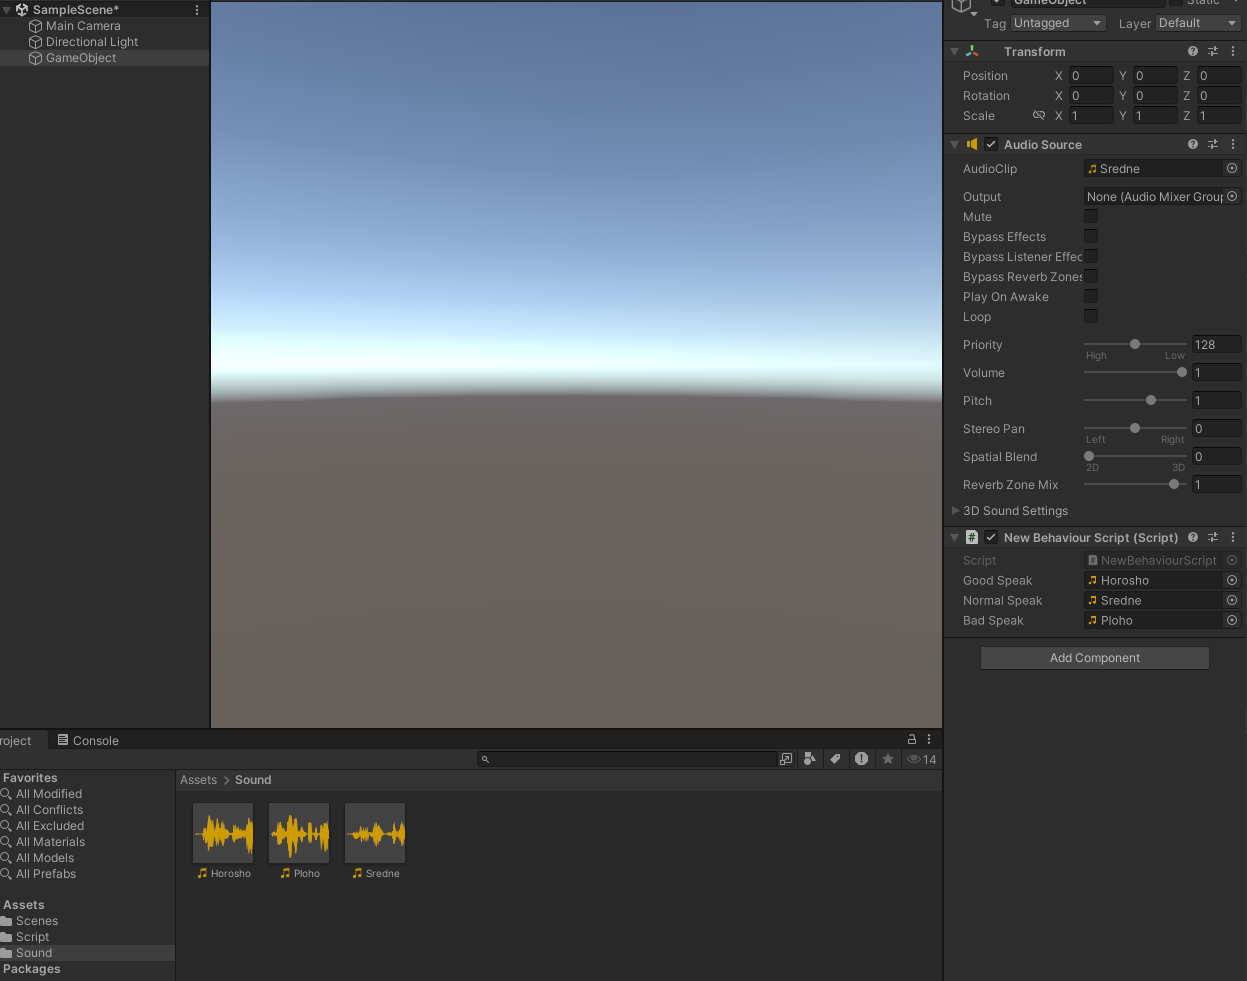 SampleScene*
Main Camera
Directional Light
GameObject
GameObject
Static
Tag Untagged Layer Default
Transform
Position X 0 Y 0 Z 0
Rotation X 0 Y 0 Z 0
Scale X 1 Y 1 Z 1
Audio Source
AudioClip Sredne
Output None (Audio Mixer Group
Mute
Bypass Effects
Bypass Listener Effec
Bypass Reverb Zones
Play On Awake
Loop
Priority 128
High Low
Volume 1
Pitch 1
Stereo Pan 0
Left Right
Spatial Blend 0
2D 3D
Reverb Zone Mix 1
3D Sound Settings
# New Behaviour Script (Script)
Script # NewBehaviourScript
Good Speak Horosho
Normal Speak Sredne
Bad Speak Ploho
Add Component
roject Console
14
Favorites
All Modified
All Conflicts
All Excluded
All Materials
All Models
All Prefabs
Assets
Scenes
Script
Sound
Packages
Assets > Sound
Horosho Ploho Sredne